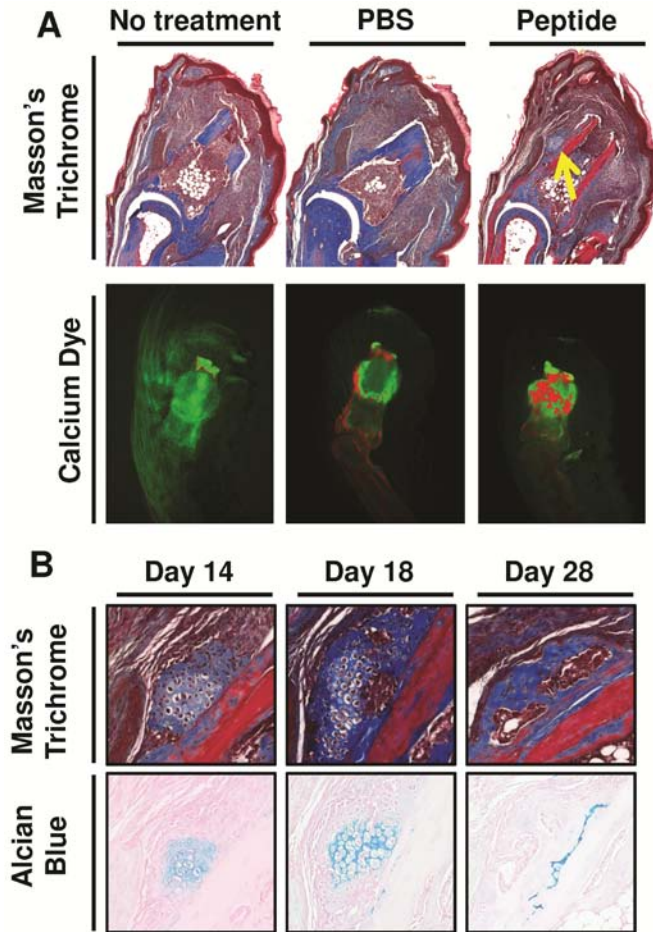 A
No treatment
PBS
Peptide
Masson's
Trichrome
Calcium Dye
B
Day 14
Day 18
Day 28
Masson's
Trichrome
Alcian
Blue